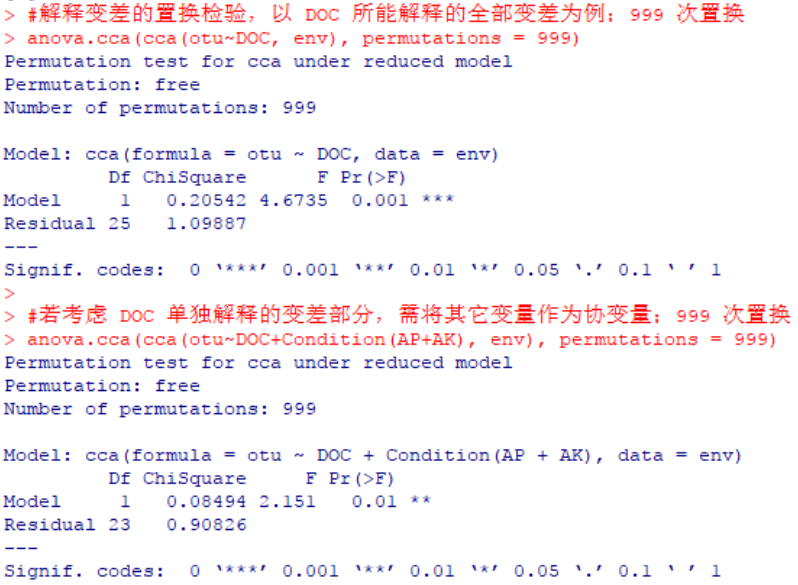 > #解释变差的置换检验，以 DOC 所能解释的全部变差为例；999 次置换
> anova.cca(cca(otu~DOC, env), permutations = 999)
Permutation test for cca under reduced model
Permutation: free
Number of permutations: 999

Model: cca(formula = otu ~ DOC, data = env)
         Df ChiSquare      F Pr(>F)
Model     1   0.20542 4.6735  0.001 ***
Residual 25   1.09887
---
Signif. codes:  0 ‘***’ 0.001 ‘**’ 0.01 ‘*’ 0.05 ‘.’ 0.1 ‘ ’ 1
>
> #若考虑 DOC 单独解释的变差部分，需将其它变量作为协变量；999 次置换
> anova.cca(cca(otu~DOC+Condition(AP+AK), env), permutations = 999)
Permutation test for cca under reduced model
Permutation: free
Number of permutations: 999

Model: cca(formula = otu ~ DOC + Condition(AP + AK), data = env)
         Df ChiSquare     F Pr(>F)
Model     1   0.08494 2.151   0.01 **
Residual 23   0.90826
---
Signif. codes:  0 ‘***’ 0.001 ‘**’ 0.01 ‘*’ 0.05 ‘.’ 0.1 ‘ ’ 1